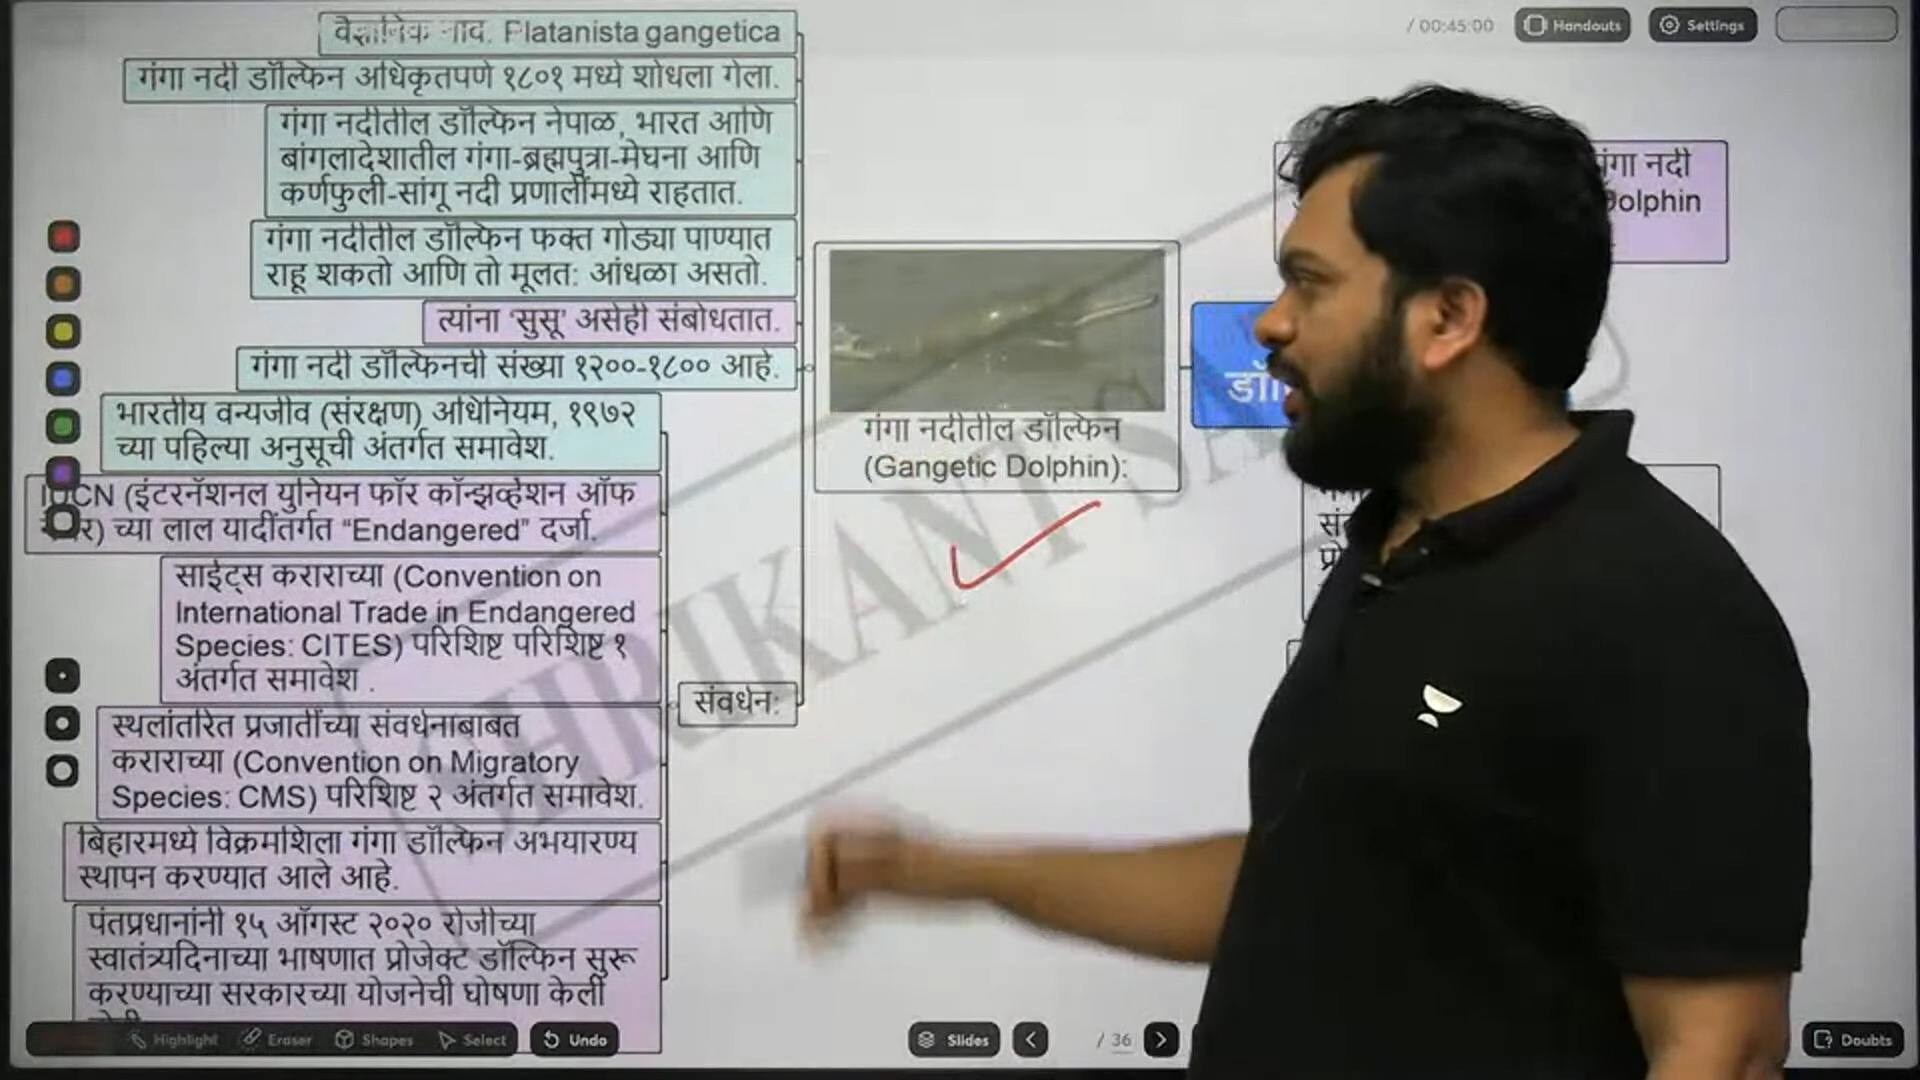 / 00:45:00
Handouts
Settings
वैज्ञानिक नाव: Platanista gangetica
गंगा नदी डॉल्फिन अधिकृतपणे १८०१ मध्ये शोधला गेला.
गंगा नदीतील डॉल्फिन नेपाळ, भारत आणि
बांगलादेशातील गंगा-ब्रह्मपुत्रा-मेघना आणि
कर्णफुली-सांगू नदी प्रणालींमध्ये राहतात.
गंगा नदीतील डॉल्फिन फक्त गोड्या पाण्यात
राहू शकतो आणि तो मूलत: आंधळा असतो.
त्यांना ‘सुसू’ असेही संबोधतात.
गंगा नदी डॉल्फिनची संख्या १२००-१८०० आहे.
भारतीय वन्यजीव (संरक्षण) अधिनियम, १९७२
च्या पहिल्या अनुसूची अंतर्गत समावेश.
IUCN (इंटरनॅशनल युनियन फॉर कॉन्झर्व्हेशन ऑफ
च्या लाल यादीतंर्गत “Endangered” दर्जा.
साईट्स कराराच्या (Convention on
International Trade in Endangered
Species: CITES) परिशिष्ट परिशिष्ट १
अंतर्गत समावेश .
स्थलांतरित प्रजातींच्या संवर्धनाबाबत
कराराच्या (Convention on Migratory
Species: CMS) परिशिष्ट २ अंतर्गत समावेश.
बिहारमध्ये विक्रमशिला गंगा डॉल्फिन अभयारण्य
स्थापन करण्यात आले आहे.
पंतप्रधानांनी १५ ऑगस्ट २०२० रोजीच्या
स्वातंत्र्यदिनाच्या भाषणात प्रोजेक्ट डॉल्फिन सुरू
करण्याच्या सरकारच्या योजनेची घोषणा केली
संवर्धन:
गंगा नदीतील डॉल्फिन
(Gangetic Dolphin):
गंगा नदी
Dolphin
SHRIKANT
Highlight
Eraser
Shapes
Select
Undo
Slides
/ 36
Doubts